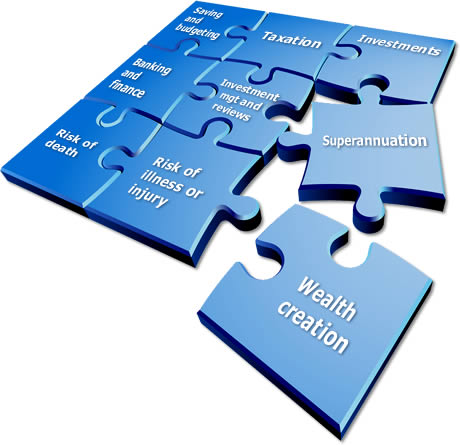 Saving
and
budgeting
Taxation
Investments
Banking
and
finance
Investment
mgt and
reviews
Superannuation
Risk of
death
Risk of
illness or
injury
Wealth
creation